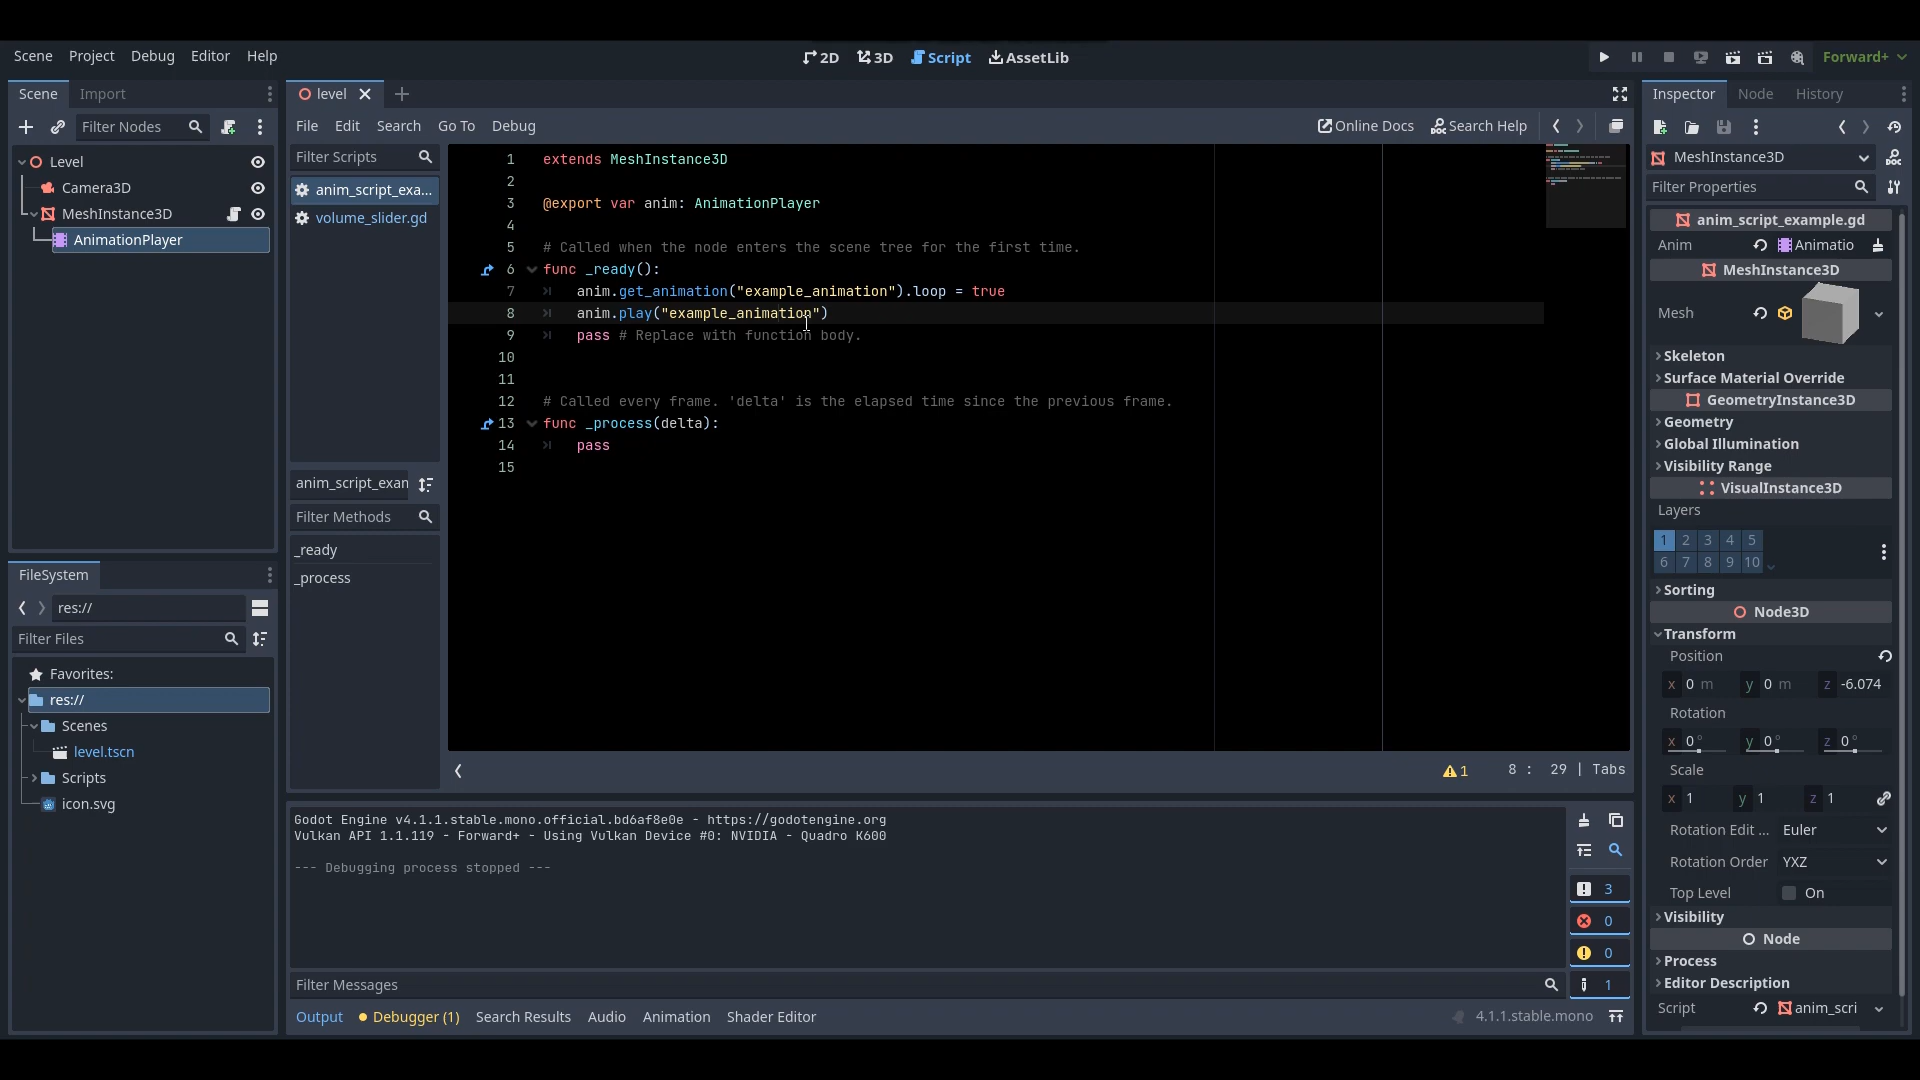 Scene Project Debug Editor Help
2D 3D Script AssetLib
Forward+
Scene Import
Filter Nodes
Level
Camera3D
MeshInstance3D
AnimationPlayer
FileSystem
res://
Filter Files
Favorites:
res://
Scenes
level.tscn
Scripts
icon.svg
level
File Edit Search Go To Debug
Online Docs Search Help
Filter Scripts
anim_script_exa...
volume_slider.gd
anim_script_exan
Filter Methods
_ready
_process
1 extends MeshInstance3D
2
3 @export var anim: AnimationPlayer
4
5 # Called when the node enters the scene tree for the first time.
6 func _ready():
7 anim.get_animation("example_animation").loop = true
8 anim.play("example_animation")
9 pass # Replace with function body.
10
11
12 # Called every frame. 'delta' is the elapsed time since the previous frame.
13 func _process(delta):
14 pass
15
1 8 : 29 | Tabs
Godot Engine v4.1.1.stable.mono.official.bd6af8e0e - https://godotengine.org
Vulkan API 1.1.119 - Forward+ - Using Vulkan Device #0: NVIDIA - Quadro K600
--- Debugging process stopped ---
3
0
0
1
Filter Messages
Output Debugger (1) Search Results Audio Animation Shader Editor
4.1.1.stable.mono
Inspector Node History
MeshInstance3D
Filter Properties
anim_script_example.gd
Anim Animatio
MeshInstance3D
Mesh
Skeleton
Surface Material Override
GeometryInstance3D
Geometry
Global Illumination
Visibility Range
VisualInstance3D
Layers
1 2 3 4 5
6 7 8 9 10
Sorting
Node3D
Transform
Position
x 0 m y 0 m z -6.074
Rotation
x 0° y 0° z 0°
Scale
x 1 y 1 z 1
Rotation Edit ... Euler
Rotation Order YXZ
Top Level On
Visibility
Node
Process
Editor Description
Script anim_scri